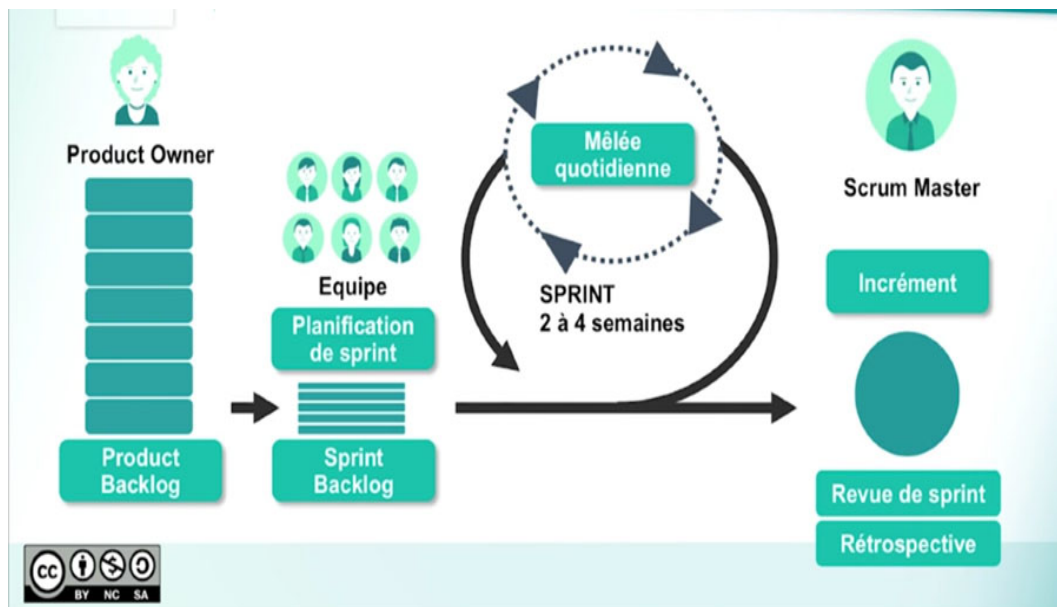 Product Owner
Product
Backlog
Equipe
Planification
de sprint
Sprint
Backlog
Mêlée
quotidienne
SPRINT
2 à 4 semaines
Scrum Master
Incrément
Revue de sprint
Rétrospective
cc
BY NC SA